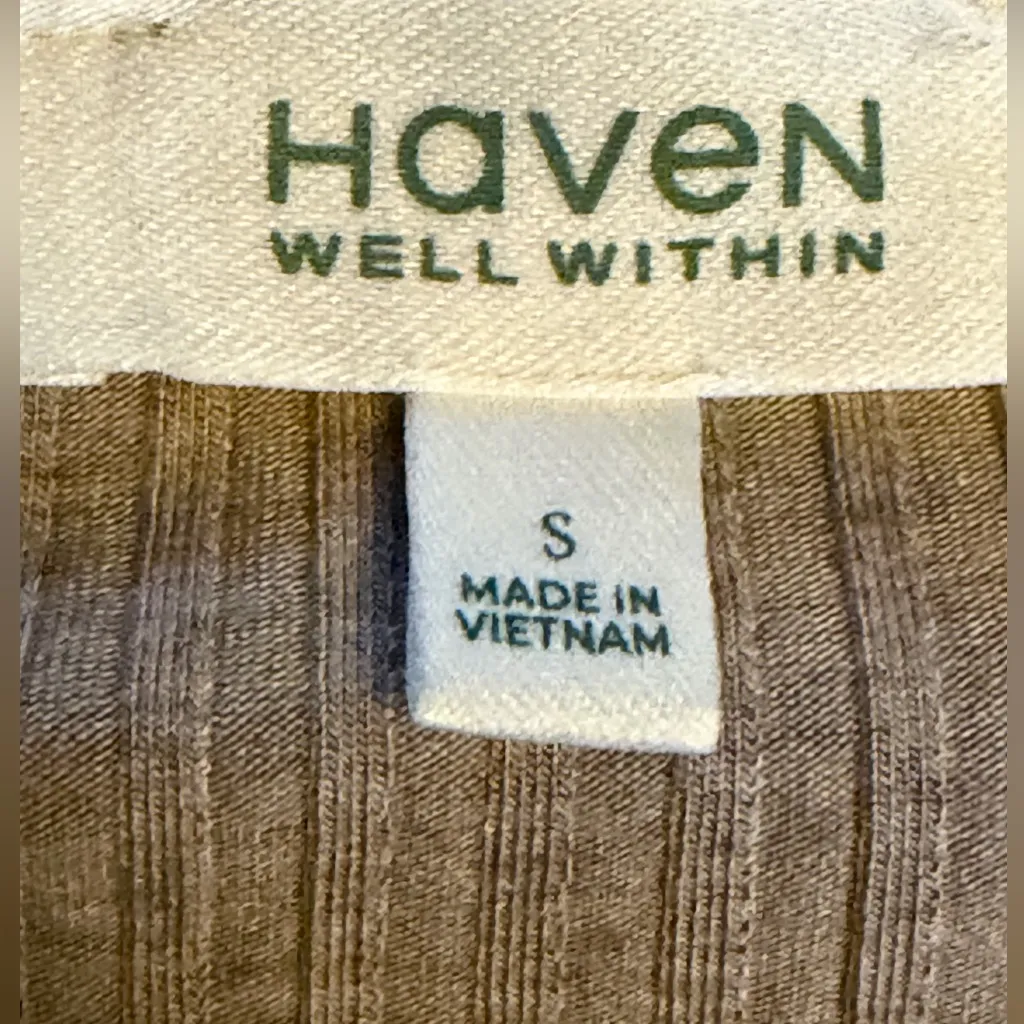 HaveN
WELL WITHIN
S
MADE IN
VIETNAM